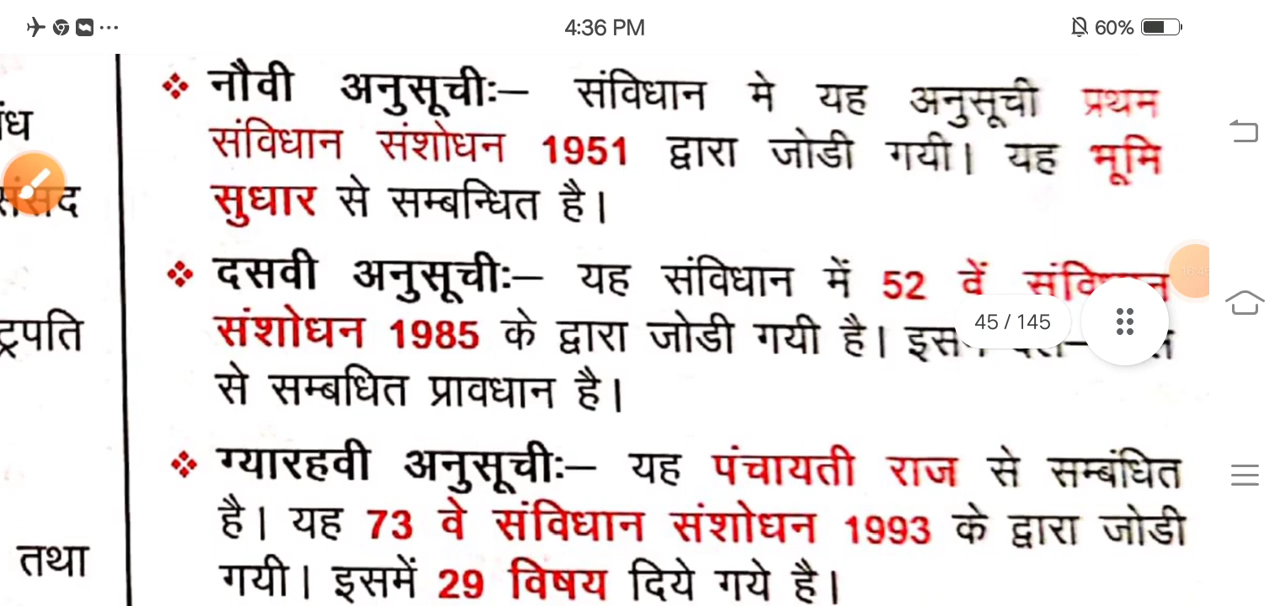 4:36 PM
60%
❖ नौवी अनुसूचीः– संविधान मे यह अनुसूची प्रथम
ंध
संविधान संशोधन 1951 द्वारा जोडी गयी। यह भूमि
सुधार से सम्बन्धित है।
❖ दसवी अनुसूचीः– यह संविधान में 52 वें
संशोधन 1985 के द्वारा जोडी गयी है।
45 / 145
ट्रपति
से सम्बधित प्रावधान है।
❖ ग्यारहवी अनुसूचीः– यह पंचायती राज से सम्बंधित
है। यह 73 वे संविधान संशोधन 1993 के द्वारा जोडी
तथा
गयी। इसमें 29 विषय दिये गये है।